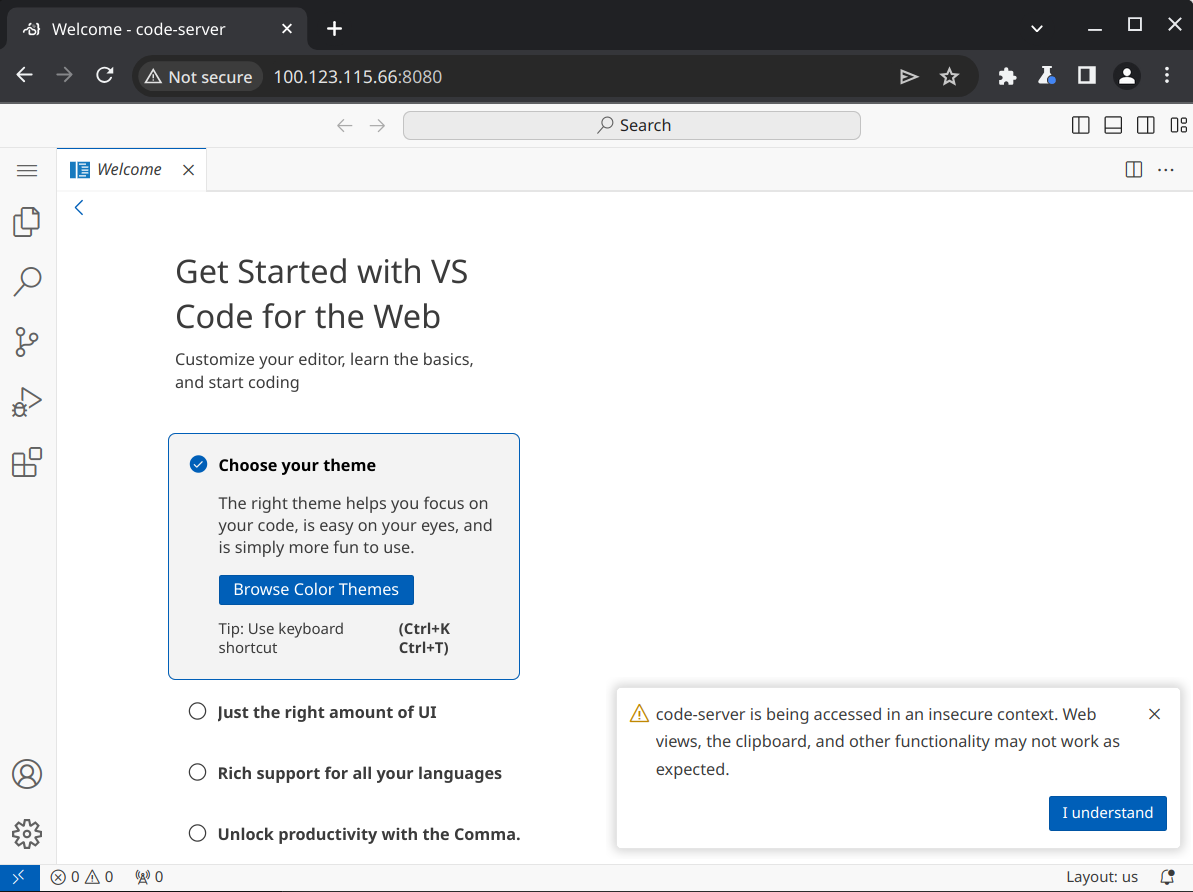 Welcome - code-server
Not secure
100.123.115.66:8080
Search
Welcome
Get Started with VS
Code for the Web
Customize your editor, learn the basics,
and start coding
Choose your theme
The right theme helps you focus on
your code, is easy on your eyes, and
is simply more fun to use.
Browse Color Themes
Tip: Use keyboard (Ctrl+K
shortcut Ctrl+T)
Just the right amount of UI
Rich support for all your languages
Unlock productivity with the Comma.
code-server is being accessed in an insecure context. Web
views, the clipboard, and other functionality may not work as
expected.
I understand
0 0 0
Layout: us